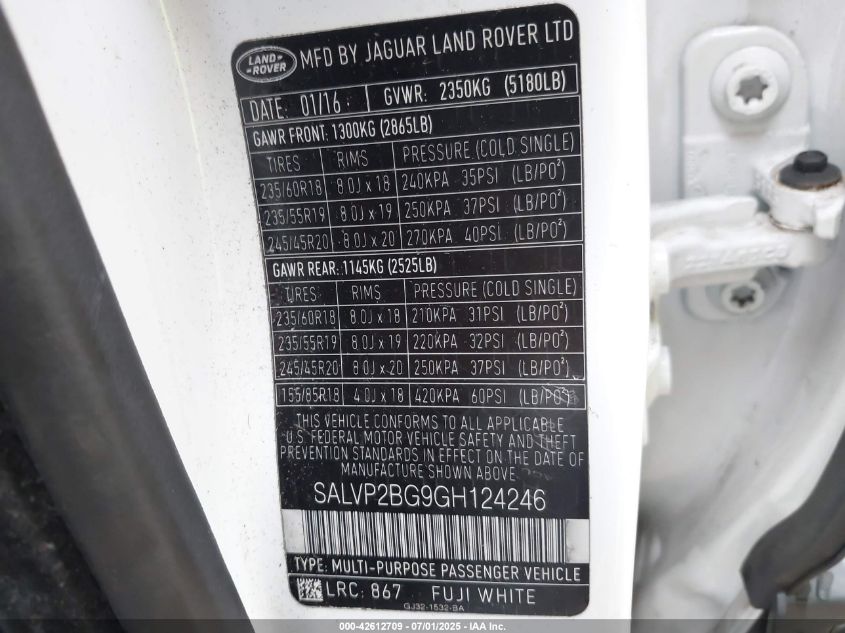 LAND ROVER MFD BY JAGUAR LAND ROVER LTD
DATE: 01/16 GVWR: 2350KG (5180LB)
GAWR FRONT: 1300KG (2865LB)
TIRES RIMS PRESSURE (COLD SINGLE)
235/60R18 8.0J x 18 240KPA 35PSI (LB/PO²)
235/55R19 8.0J x 19 250KPA 37PSI (LB/PO²)
245/45R20 8.0J x 20 270KPA 40PSI (LB/PO²)
GAWR REAR: 1145KG (2525LB)
TIRES RIMS PRESSURE (COLD SINGLE)
235/60R18 8.0J x 18 210KPA 31PSI (LB/PO²)
235/55R19 8.0J x 19 220KPA 32PSI (LB/PO²)
245/45R20 8.0J x 20 250KPA 37PSI (LB/PO²)
155/85R18 4.0J x 18 420KPA 60PSI (LB/PO²)
THIS VEHICLE CONFORMS TO ALL APPLICABLE
U.S. FEDERAL MOTOR VEHICLE SAFETY AND THEFT
PREVENTION STANDARDS IN EFFECT ON THE DATE OF
MANUFACTURE SHOWN ABOVE.
SALVP2BG9GH124246
TYPE: MULTI-PURPOSE PASSENGER VEHICLE
LRC: 867 FUJI WHITE
GJ32-1532-BA
000-42612709 - 07/01/2025 - IAA Inc.